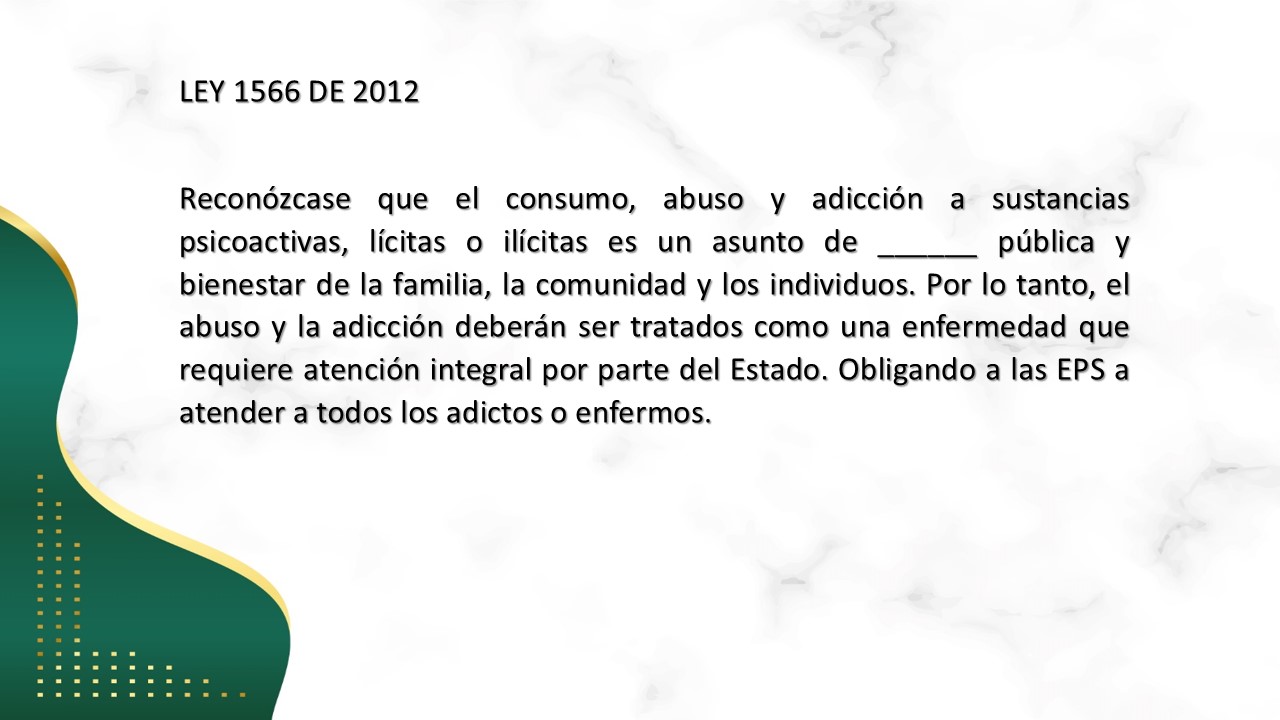 LEY 1566 DE 2012
Reconózcase que el consumo, abuso y adicción a sustancias
psicoactivas, lícitas o ilícitas es un asunto de ______ pública y
bienestar de la familia, la comunidad y los individuos. Por lo tanto, el
abuso y la adicción deberán ser tratados como una enfermedad que
requiere atención integral por parte del Estado. Obligando a las EPS a
atender a todos los adictos o enfermos.